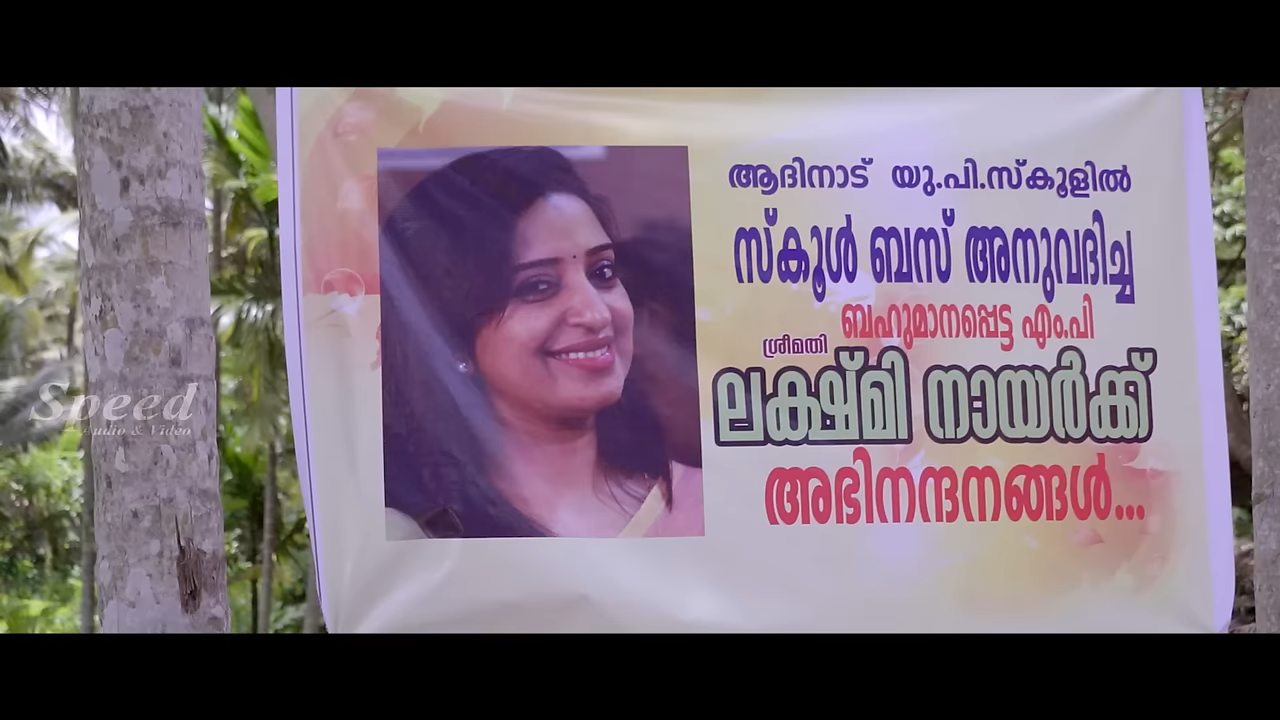 ആദിനാട് യു.പി.സ്കൂളിൽ
സ്കൂൾ ബസ് അനുവദിച്ച
ബഹുമാനപ്പെട്ട എം.പി
ശ്രീമതി
ലക്ഷ്മി നായർക്ക്
അഭിനന്ദനങ്ങൾ...
Speed
Audio & Video